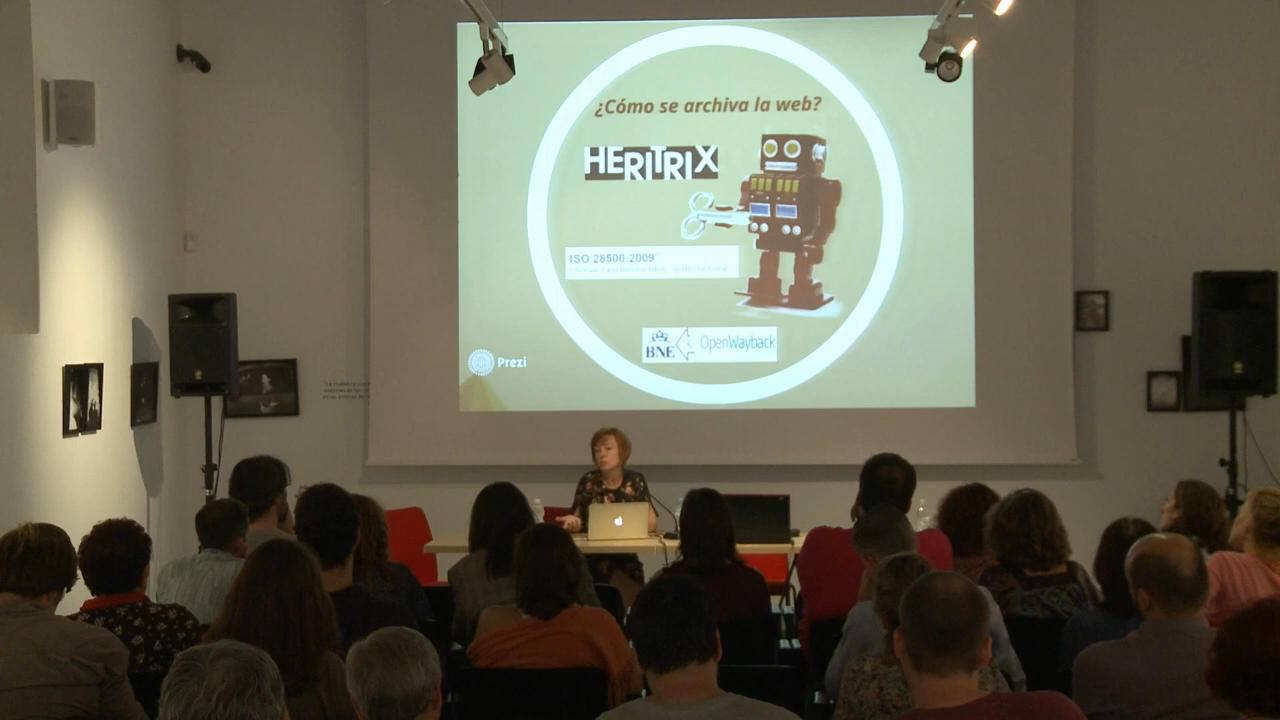 ¿Cómo se archiva la web?
HERITRIX
ISO 28500:2009
BNE OpenWayback
Prezi